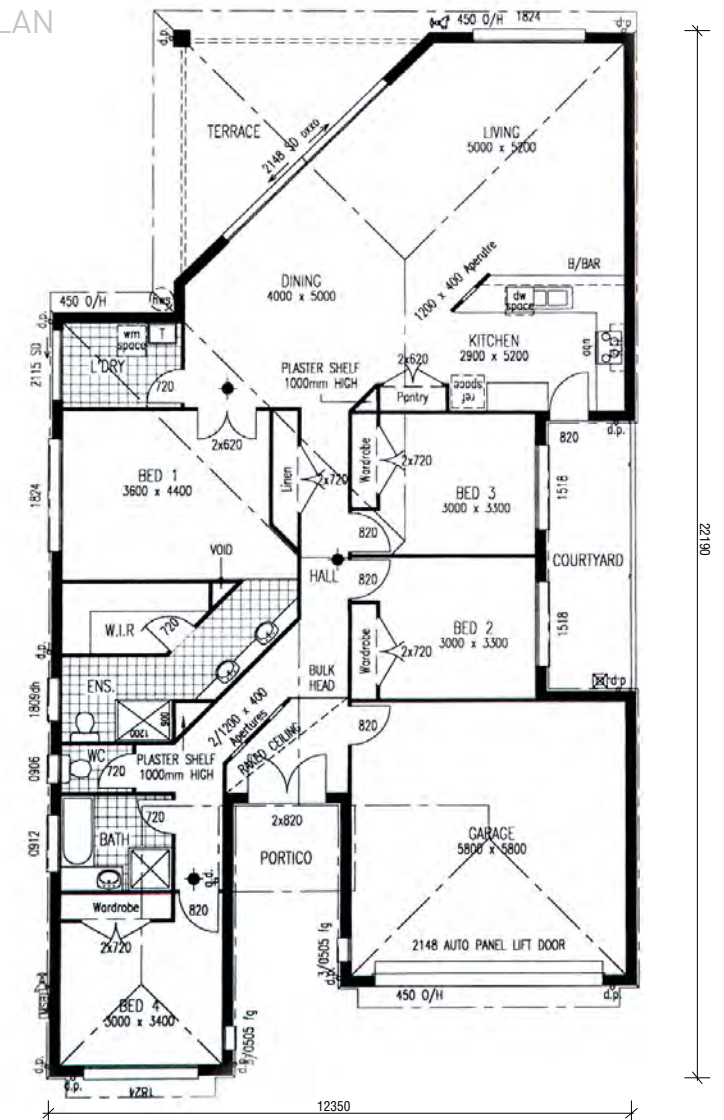 _AN
450 O/H 1824
d.p.
d.p.
TERRACE
2148 SD OXXO
LIVING
5000 x 5200
DINING
4000 x 5000
1200 x 400 Aperutre
B/BAR
450 O/H
hws
d.p.
dw
space
2115 SD
wm
space
T
L'DRY
720
KITCHEN
2900 x 5200
PLASTER SHELF
1000mm HIGH
2x620
Pantry
ref
space
2x620
820
d.p.
1824
BED 1
3600 x 4400
Linen
2x720
Wardrobe
2x720
BED 3
3000 x 3300
1518
820
VOID
HALL
820
COURTYARD
22190
W.I.R
720
d.p.
Wardrobe
2x720
BED 2
3000 x 3300
1518
ENS.
1809dh
BULK
HEAD
d.p
1200
900
2/1200 x 400
Apertures
820
WC
720
PLASTER SHELF
1000mm HIGH
RAKED CEILING
0906
2x820
720
BATH
0912
PORTICO
GARAGE
5800 x 5800
Wardrobe
820
2x720
2148 AUTO PANEL LIFT DOOR
3/0505 fg
d.p.
450 O/H
d.p.
BED 4
3000 x 3400
3/0505 fg
d.p.
d.p.
1824
d.p.
12350